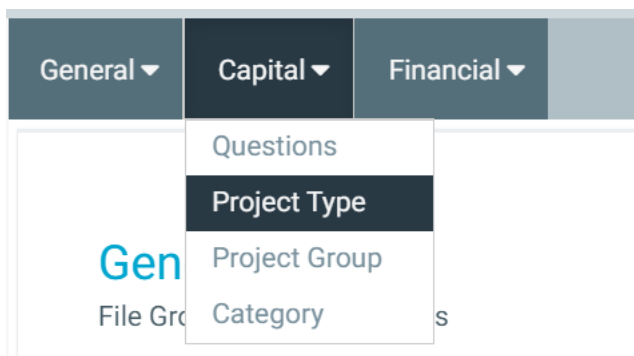 General Capital Financial
Questions
Project Type
Gen Project Group
File Gro Category s